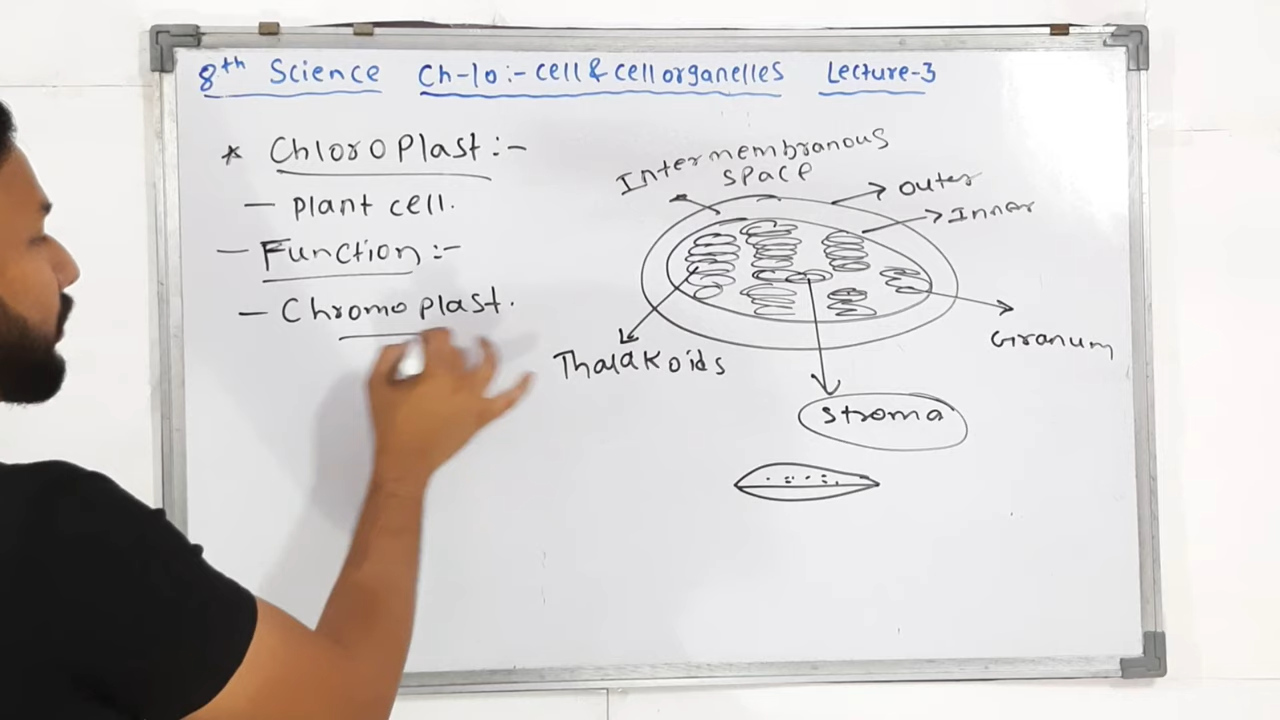 8th Science Ch-10:- cell & cell organelles Lecture-3
* Chloroplast:-
- plant cell.
- Function:-
- Chromoplast.
Intermembranous
space
outer
Inner
Thalakoids
Granum
stroma